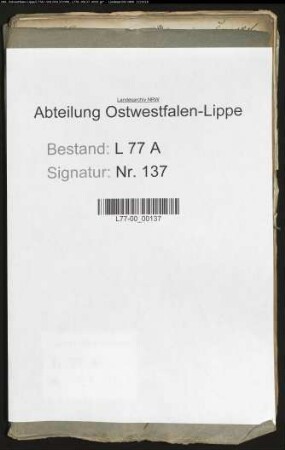 Landesarchiv NRW
Abteilung Ostwestfalen-Lippe
Bestand: L 77 A
Signatur: Nr. 137
L77-00_00137